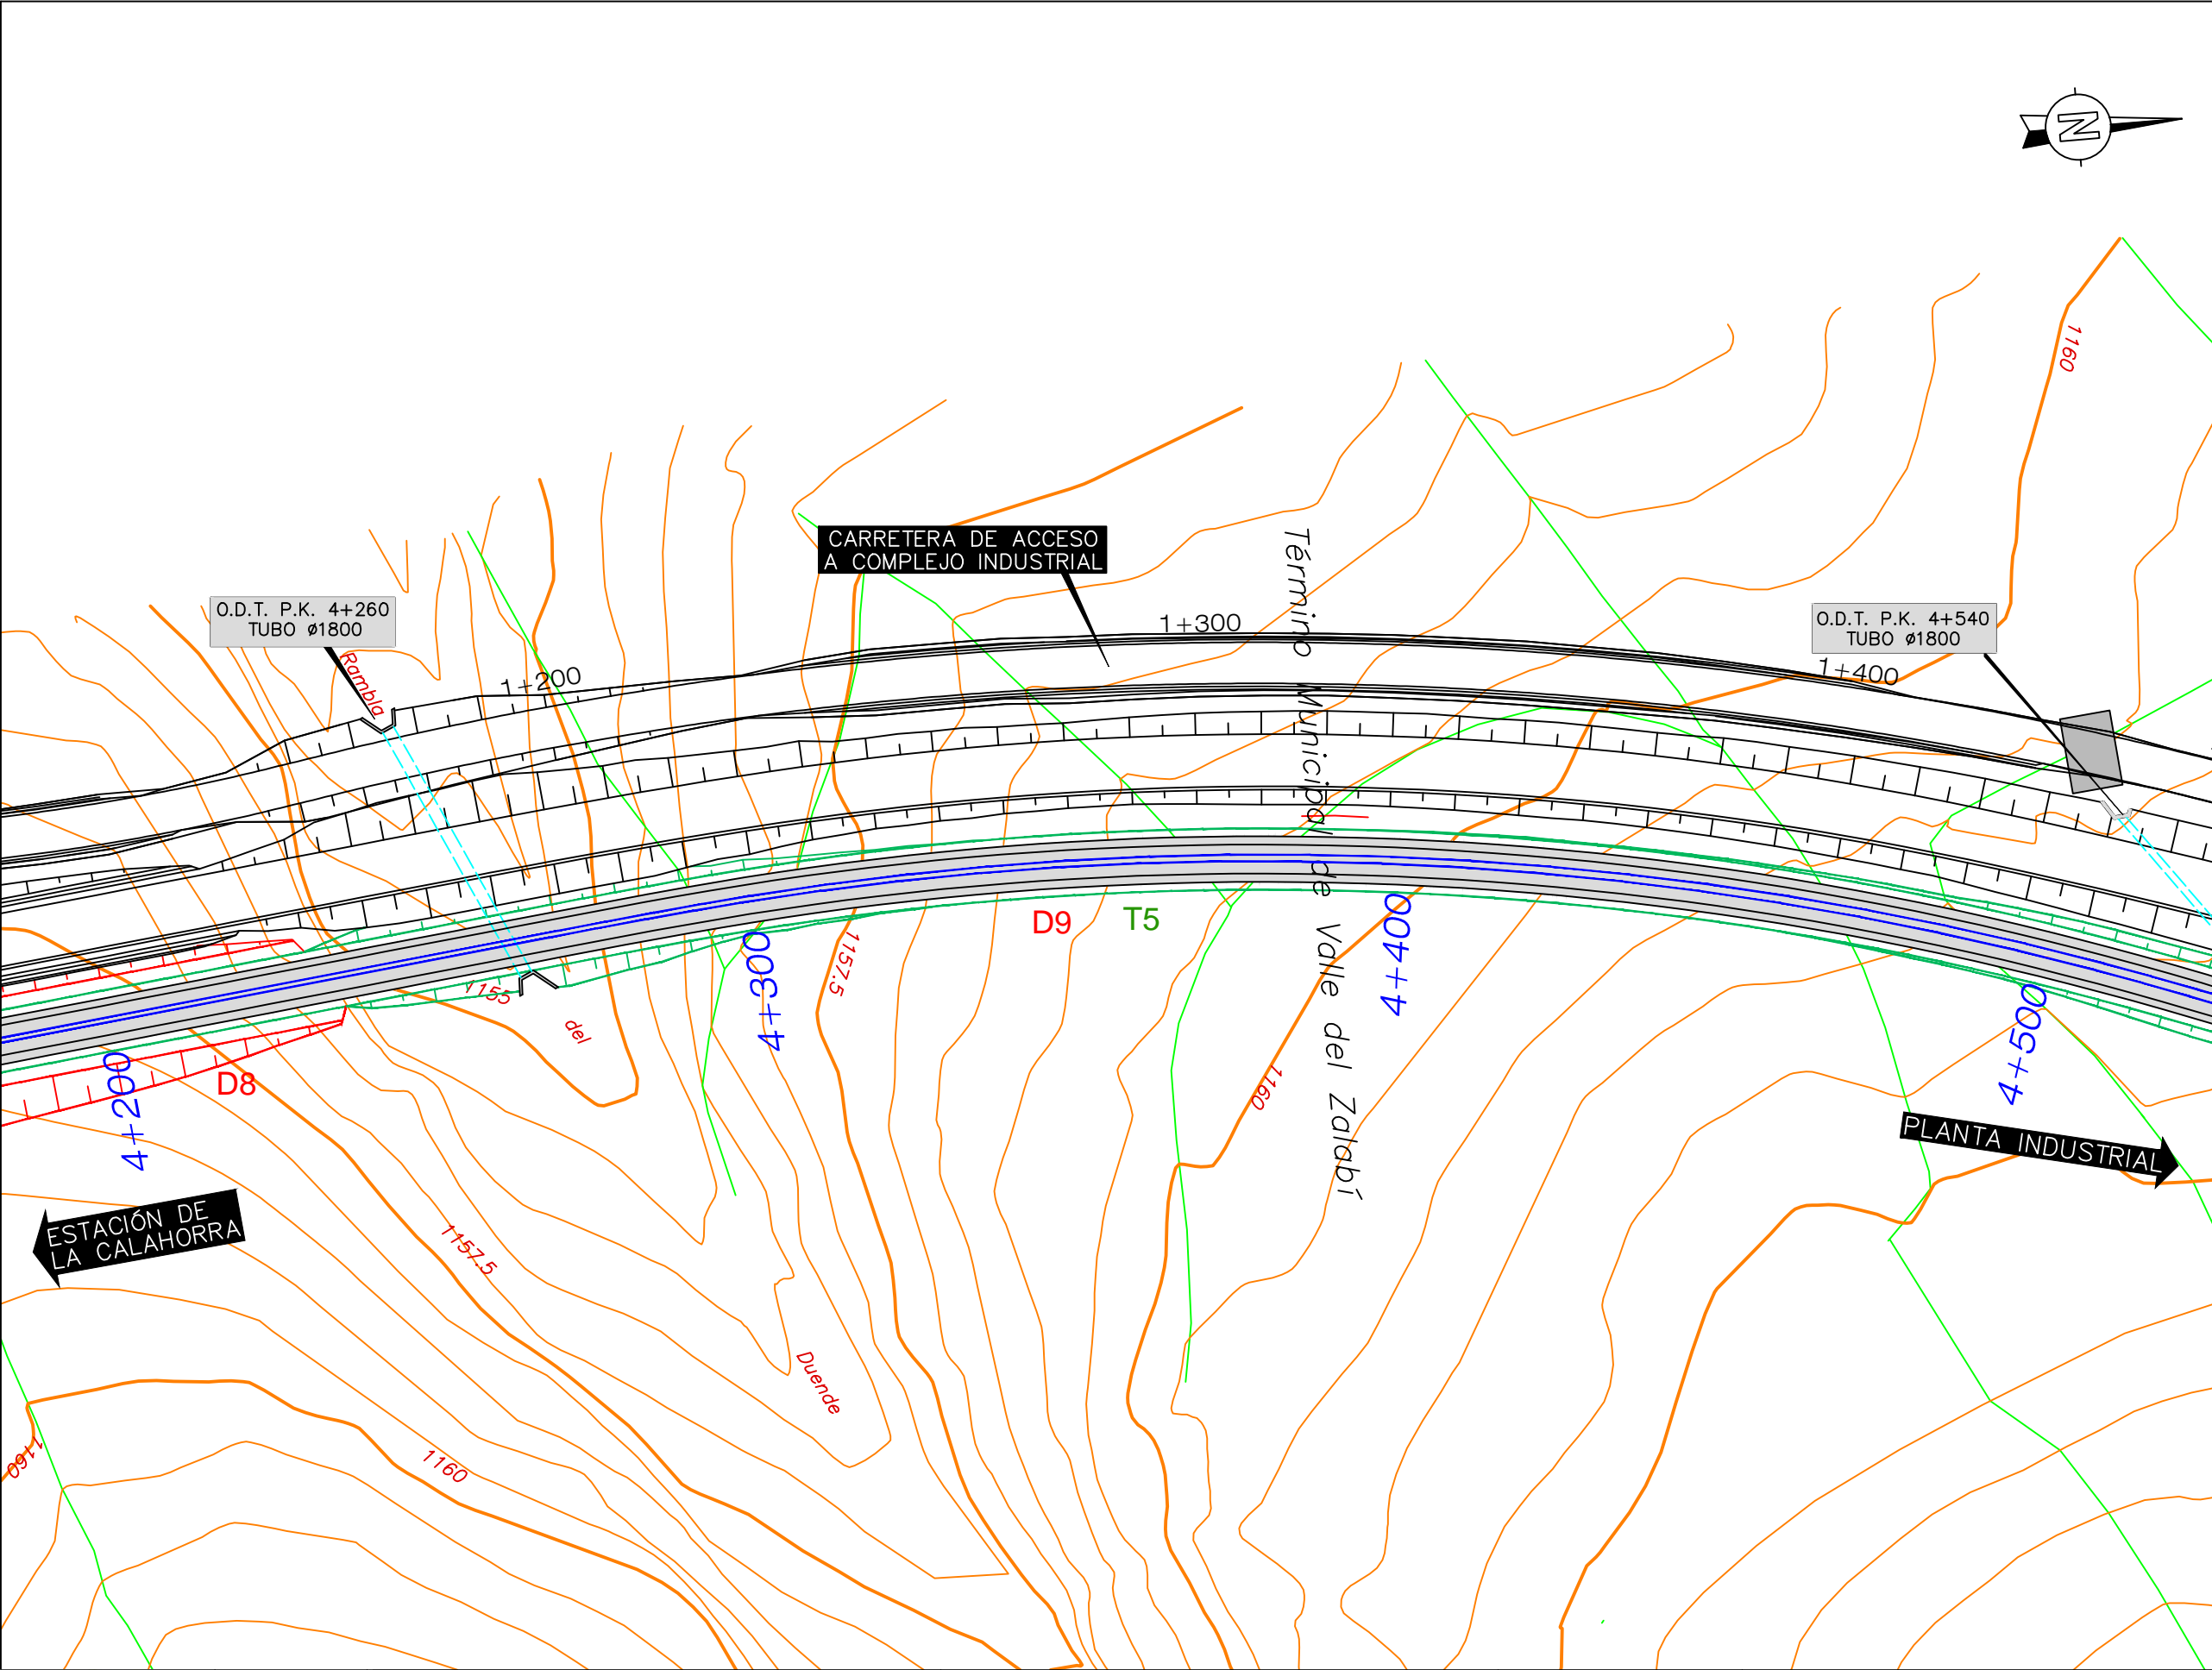 N
1160
CARRETERA DE ACCESO
A COMPLEJO INDUSTRIAL
Término Municipal de Valle del Zalabí
O.D.T. P.K. 4+260
TUBO ø1800
O.D.T. P.K. 4+540
TUBO ø1800
Rambla
1+200
1+300
1+400
D9
T5
4+300
1157.5
4+400
1155
del
4+500
4+200
D8
1160
PLANTA INDUSTRIAL
ESTACIÓN DE
LA CALAHORRA
1157.5
Duende
1160
1160